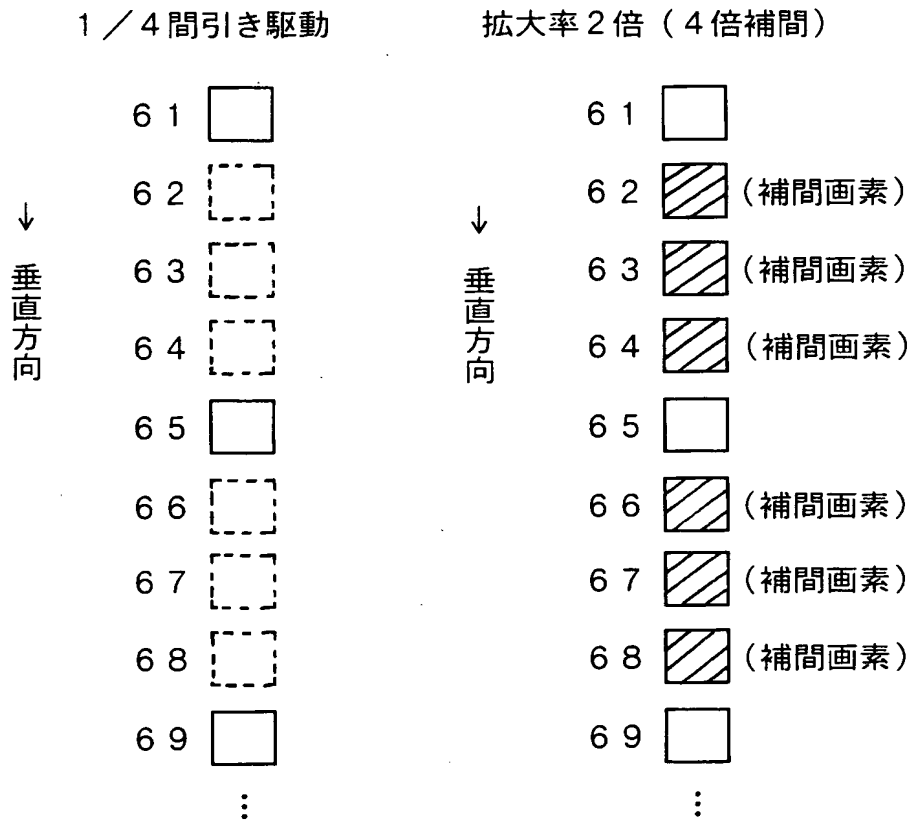 1／4間引き駆動
61
62
63
64
65
66
67
68
69
⋮
↓垂直方向
拡大率2倍（4倍補間）
61
62（補間画素）
63（補間画素）
64（補間画素）
65
66（補間画素）
67（補間画素）
68（補間画素）
69
⋮
↓垂直方向